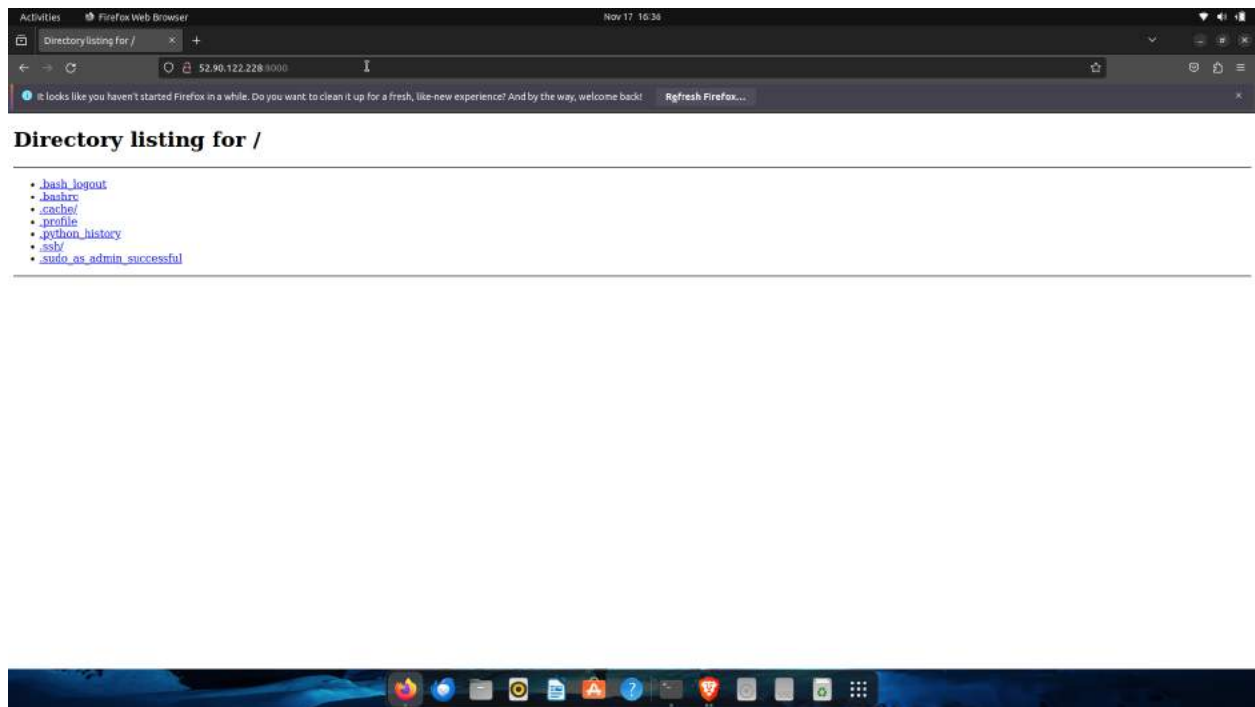 Activities Firefox Web Browser Nov 17 16:36
Directory listing for /
52.90.122.228:8000
It looks like you haven't started Firefox in a while. Do you want to clean it up for a fresh, like-new experience? And by the way, welcome back! Refresh Firefox...
Directory listing for /
.bash_logout
.bashrc
.cache/
.profile
.python_history
.ssh/
.sudo_as_admin_successful